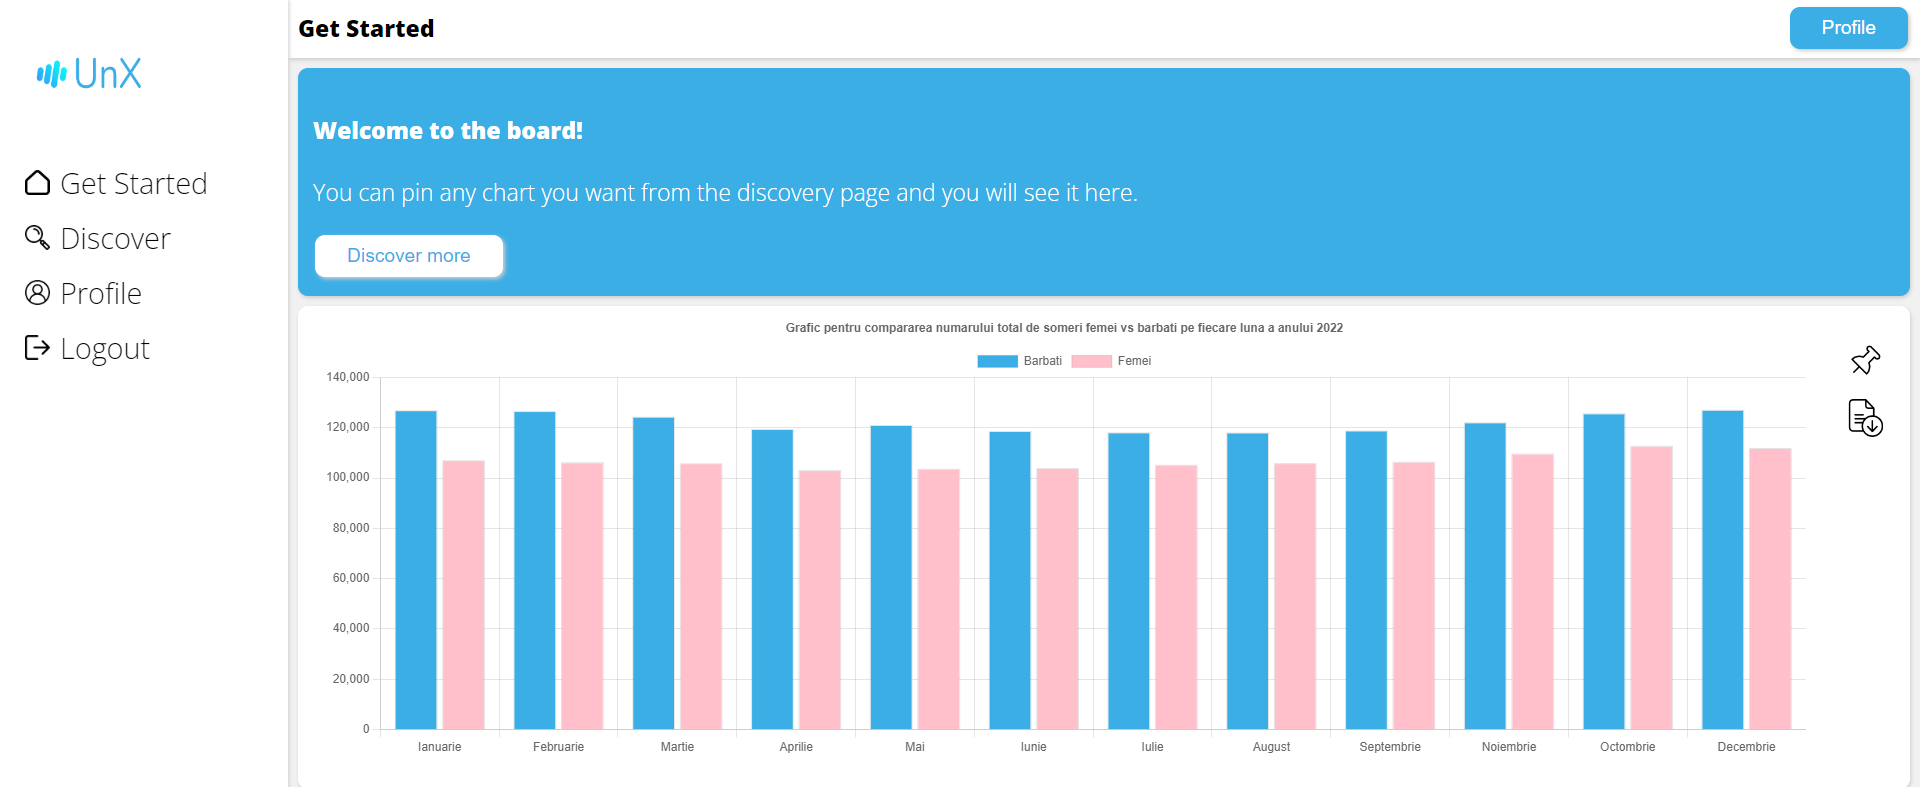 UnX
Get Started
Discover
Profile
Logout
Get Started
Profile
Welcome to the board!
You can pin any chart you want from the discovery page and you will see it here.
Discover more
Grafic pentru compararea numarului total de someri femei vs barbati pe fiecare luna a anului 2022
Barbati Femei
140,000
120,000
100,000
80,000
60,000
40,000
20,000
0
Ianuarie Februarie Martie Aprilie Mai Iunie Iulie August Septembrie Noiembrie Octombrie Decembrie